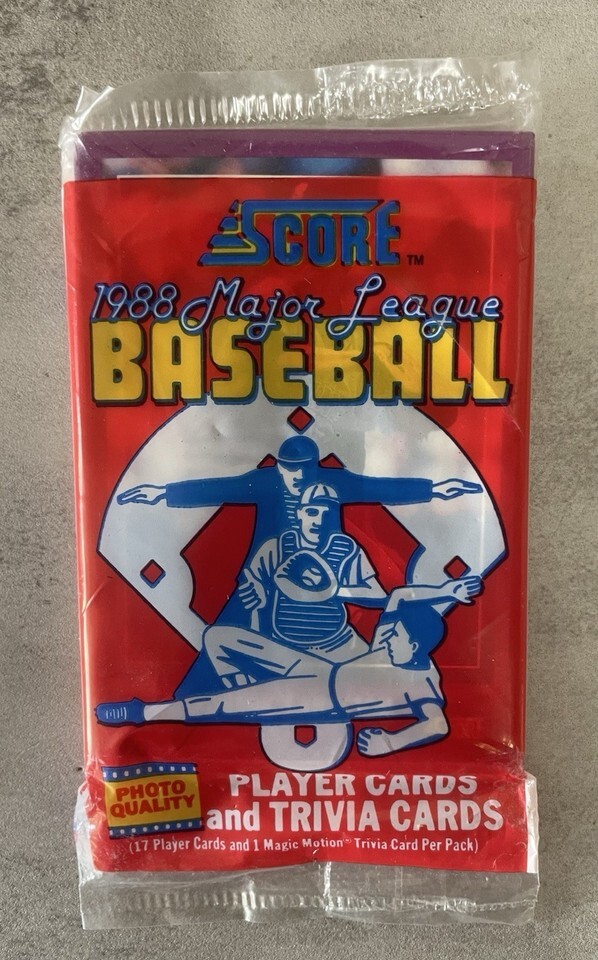 SCORE™
1988 Major League
BASEBALL
PHOTO
QUALITY
PLAYER CARDS
and TRIVIA CARDS
(17 Player Cards and 1 Magic Motion® Trivia Card Per Pack)